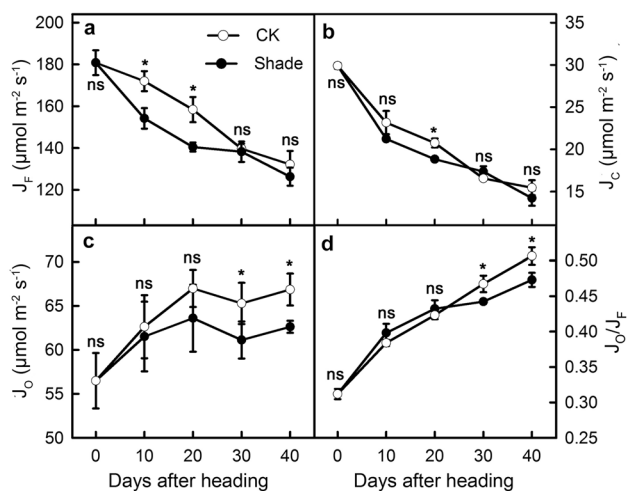 a
CK
Shade
b
J_F (µmol m⁻² s⁻¹)
200
180
160
140
120
ns
*
*
ns
ns
ns
ns
*
ns
ns
35
30
25
20
15
J_C (µmol m⁻² s⁻¹)
c
d
J_O (µmol m⁻² s⁻¹)
70
65
60
55
50
ns
ns
ns
*
*
ns
ns
ns
*
*
0.50
0.45
0.40
0.35
0.30
0.25
J_O/J_F
0 10 20 30 40
0 10 20 30 40
Days after heading
Days after heading